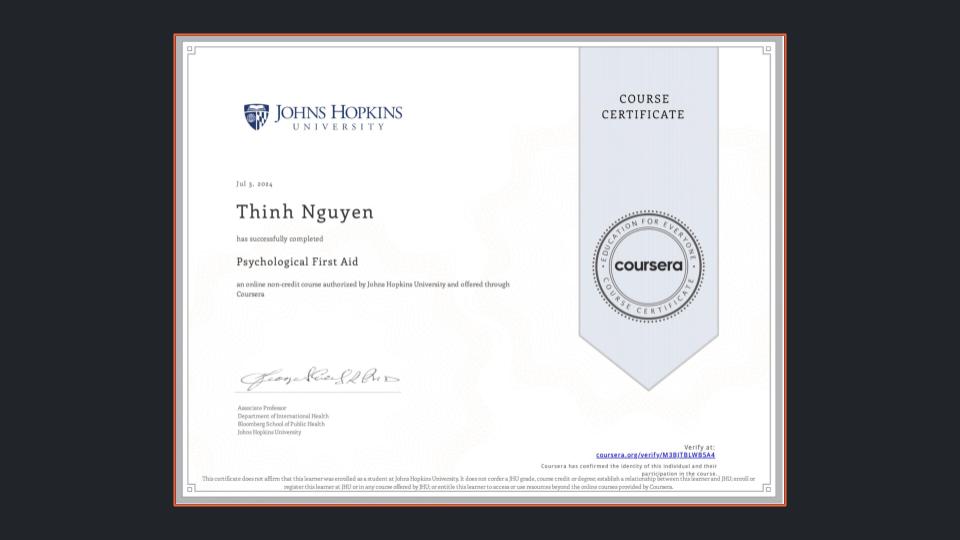 JOHNS HOPKINS
UNIVERSITY
COURSE
CERTIFICATE
Jul 3, 2024
Thinh Nguyen
has successfully completed
Psychological First Aid
an online non-credit course authorized by Johns Hopkins University and offered through
Coursera
EDUCATION FOR EVERYONE
coursera
COURSE CERTIFICATE
Associate Professor
Department of International Health
Bloomberg School of Public Health
Johns Hopkins University
Verify at:
coursera.org/verify/M3BITBLWBSA4
Coursera has confirmed the identity of this individual and their
participation in the course.
This certificate does not affirm that this learner was enrolled as a student at Johns Hopkins University. It does not confer a JHU grade, course credit or degree; establish a relationship between this learner and JHU; enroll or
register this learner at JHU or in any course offered by JHU; or entitle this learner to access or use resources beyond the online courses provided by Coursera.